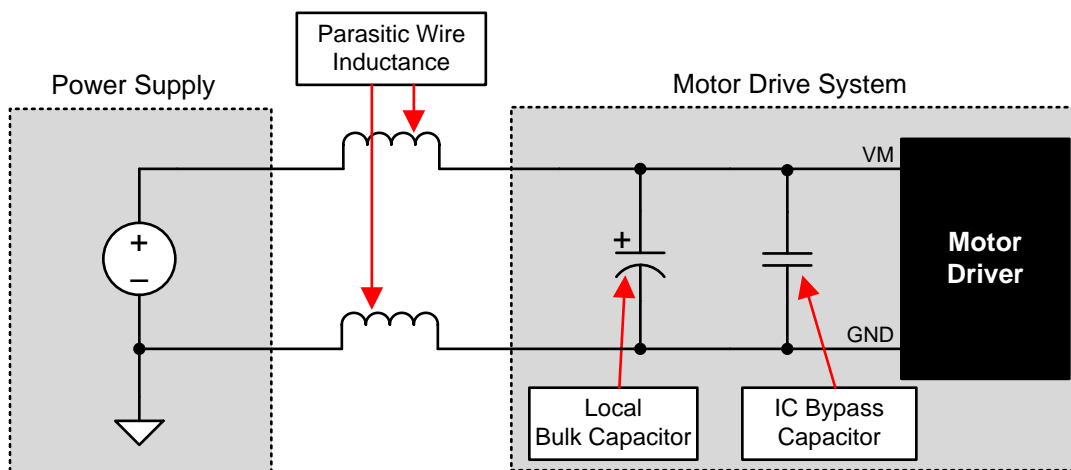 Parasitic Wire
Inductance
Power Supply
Motor Drive System
VM
+
−
+
Motor
Driver
GND
Local
Bulk Capacitor
IC Bypass
Capacitor